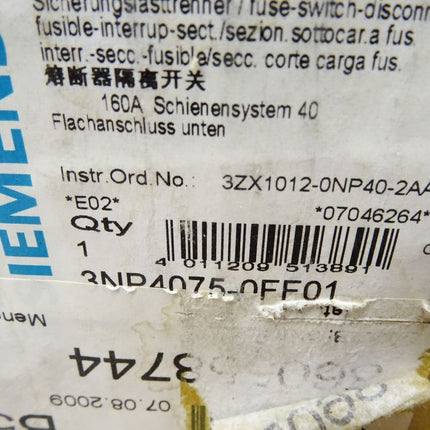 Sicherungslasttrenner / fuse-switch-disconn
fusible-interrup-sect./sezion.sottocar.a fus
interr.-secc.-fusible/secc. corte carga fus.
熔断器隔离开关
160A Schienensystem 40
Flachanschluss unten
Instr.Ord.No.: 3ZX1012-0NP40-2AA
*E02* *07046264*
Qty
1
4 011209 513891
3NP4075-0FF01
IEMENS
Men
3744
07.08.2009